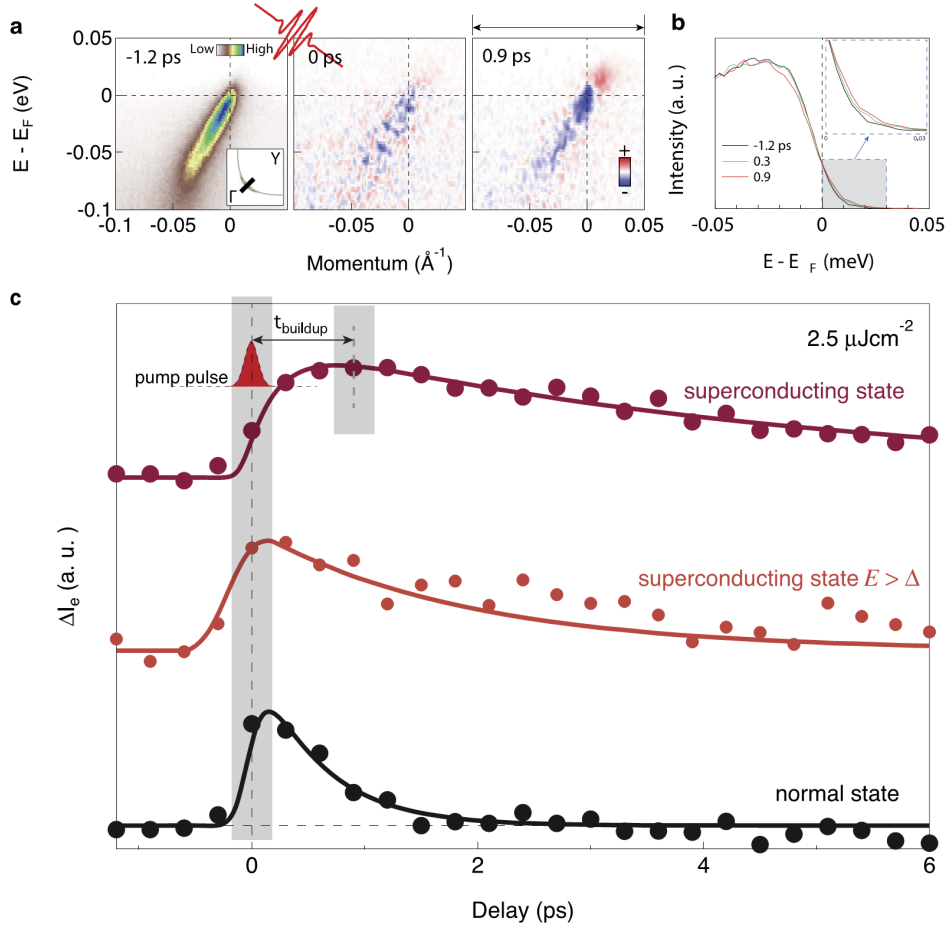 a
b
-1.2 ps
Low
High
0 ps
0.9 ps
+
-
Γ
Y
E - E_F (eV)
0.05
0
-0.05
-0.1
-0.1 -0.05 0
-0.05 0
-0.05 0 0.05
Momentum (Å⁻¹)
Intensity (a. u.)
-1.2 ps
0.3
0.9
0
0.03
-0.05 0 0.05
E - E_F (meV)
c
t_buildup
2.5 μJcm⁻²
pump pulse
superconducting state
superconducting state E > Δ
normal state
ΔI_e (a. u. )
0 2 4 6
Delay (ps)